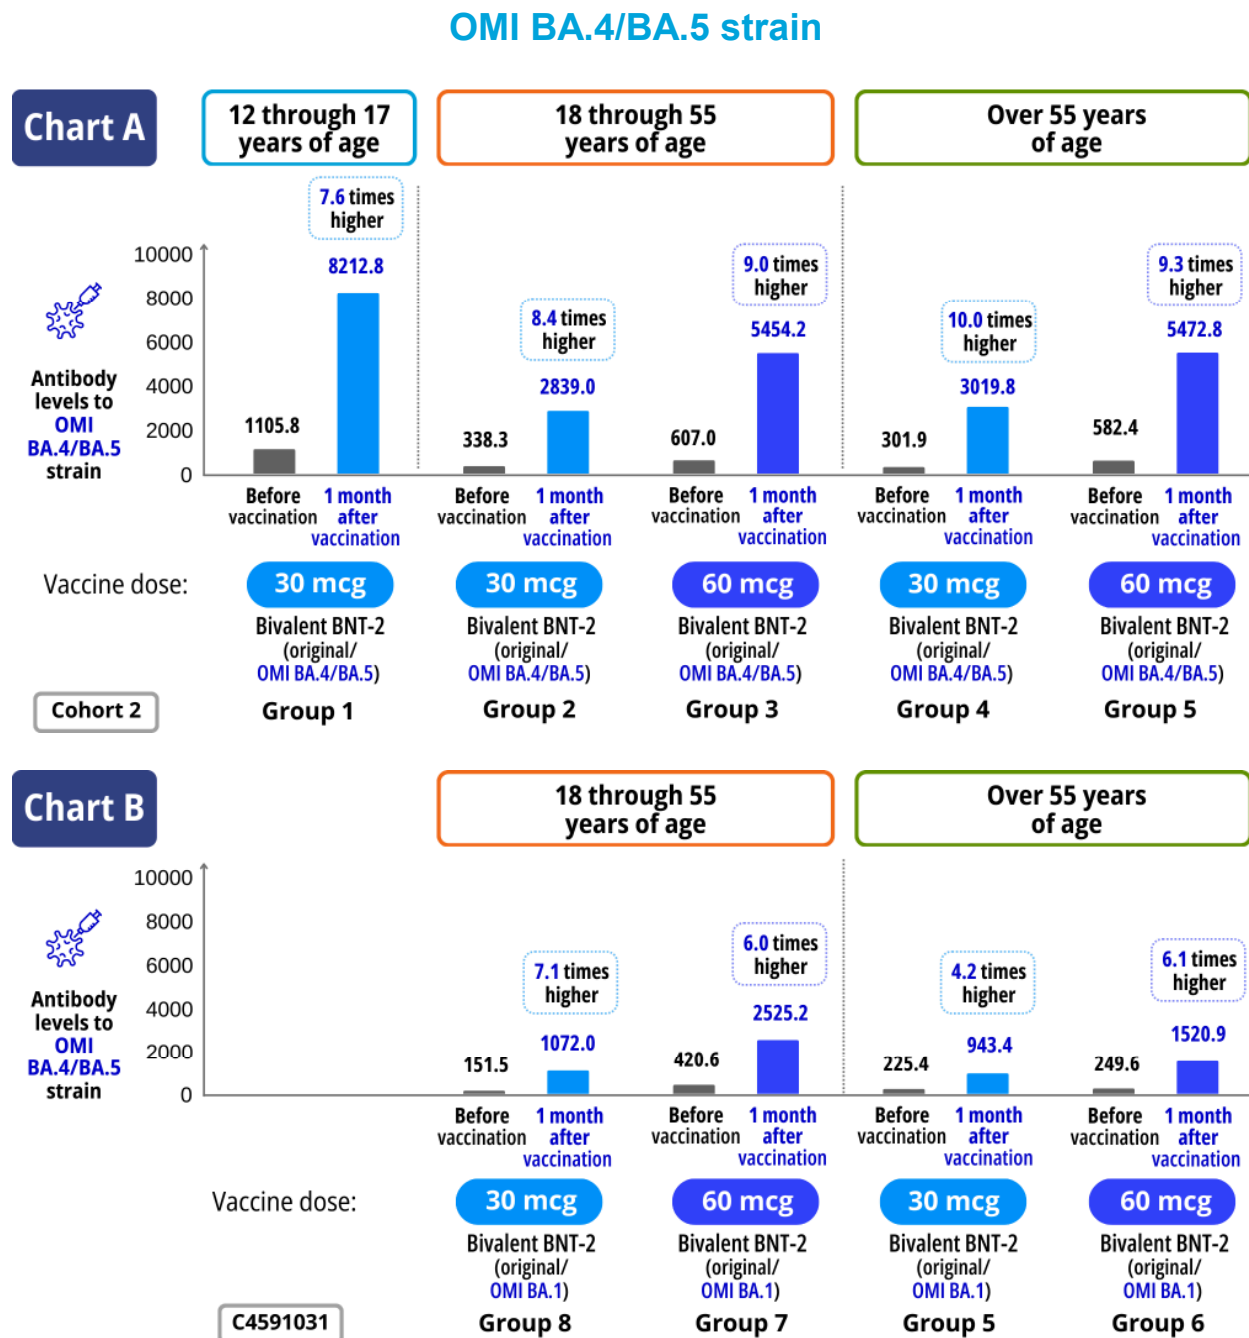 OMI BA.4/BA.5 strain
Chart A
12 through 17
years of age
18 through 55
years of age
Over 55 years
of age
Antibody
levels to
OMI
BA.4/BA.5
strain
10000
8000
6000
4000
2000
0
7.6 times
higher
8212.8
1105.8
8.4 times
higher
2839.0
338.3
9.0 times
higher
5454.2
607.0
10.0 times
higher
3019.8
301.9
9.3 times
higher
5472.8
582.4
Before
vaccination
1 month
after
vaccination
Before
vaccination
1 month
after
vaccination
Before
vaccination
1 month
after
vaccination
Before
vaccination
1 month
after
vaccination
Before
vaccination
1 month
after
vaccination
Vaccine dose:
30 mcg
Bivalent BNT-2
(original/
OMI BA.4/BA.5)
30 mcg
Bivalent BNT-2
(original/
OMI BA.4/BA.5)
60 mcg
Bivalent BNT-2
(original/
OMI BA.4/BA.5)
30 mcg
Bivalent BNT-2
(original/
OMI BA.4/BA.5)
60 mcg
Bivalent BNT-2
(original/
OMI BA.4/BA.5)
Cohort 2
Group 1
Group 2
Group 3
Group 4
Group 5
Chart B
18 through 55
years of age
Over 55 years
of age
Antibody
levels to
OMI
BA.4/BA.5
strain
10000
8000
6000
4000
2000
0
7.1 times
higher
1072.0
151.5
6.0 times
higher
2525.2
420.6
4.2 times
higher
943.4
225.4
6.1 times
higher
1520.9
249.6
Before
vaccination
1 month
after
vaccination
Before
vaccination
1 month
after
vaccination
Before
vaccination
1 month
after
vaccination
Before
vaccination
1 month
after
vaccination
Vaccine dose:
30 mcg
Bivalent BNT-2
(original/
OMI BA.1)
60 mcg
Bivalent BNT-2
(original/
OMI BA.1)
30 mcg
Bivalent BNT-2
(original/
OMI BA.1)
60 mcg
Bivalent BNT-2
(original/
OMI BA.1)
C4591031
Group 8
Group 7
Group 5
Group 6